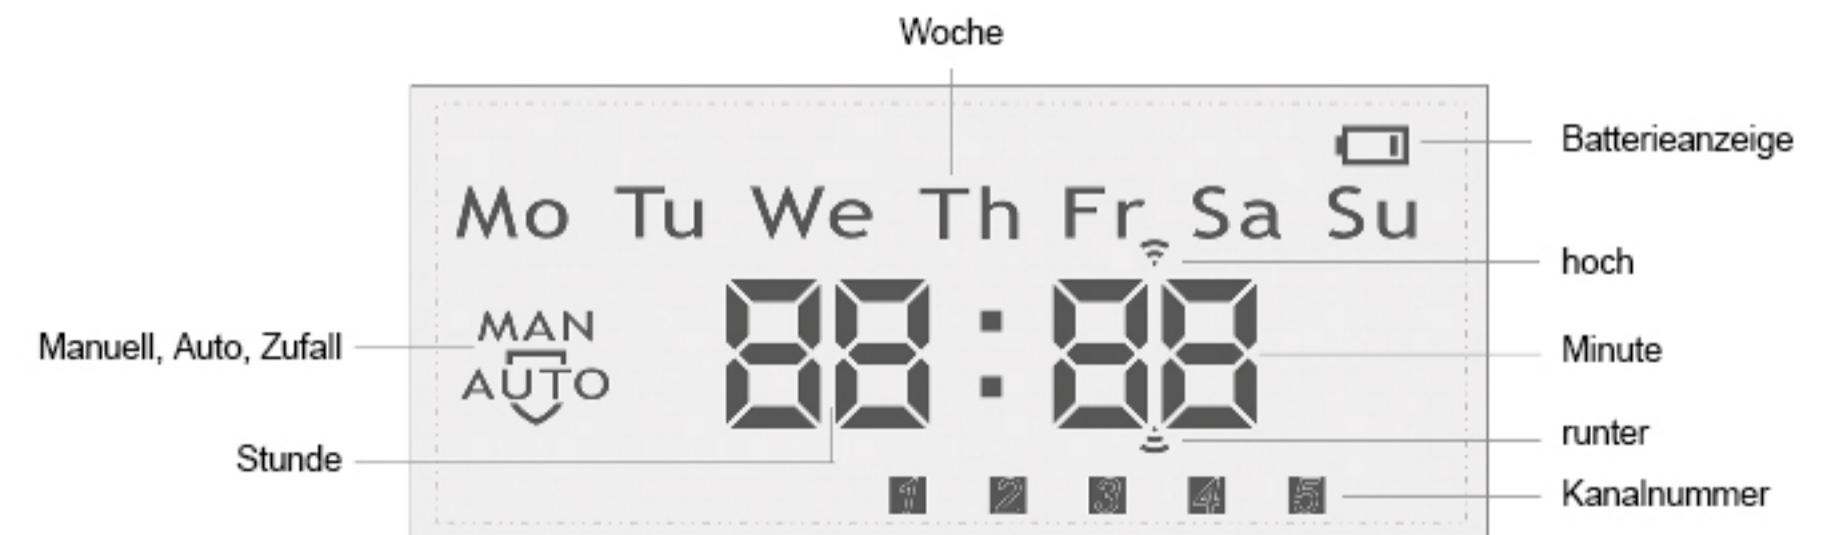 Woche
Batterieanzeige
Mo Tu We Th Fr Sa Su
hoch
MAN
Manuell, Auto, Zufall
88:88
Minute
AUTO
runter
Stunde
1 2 3 4 5
Kanalnummer